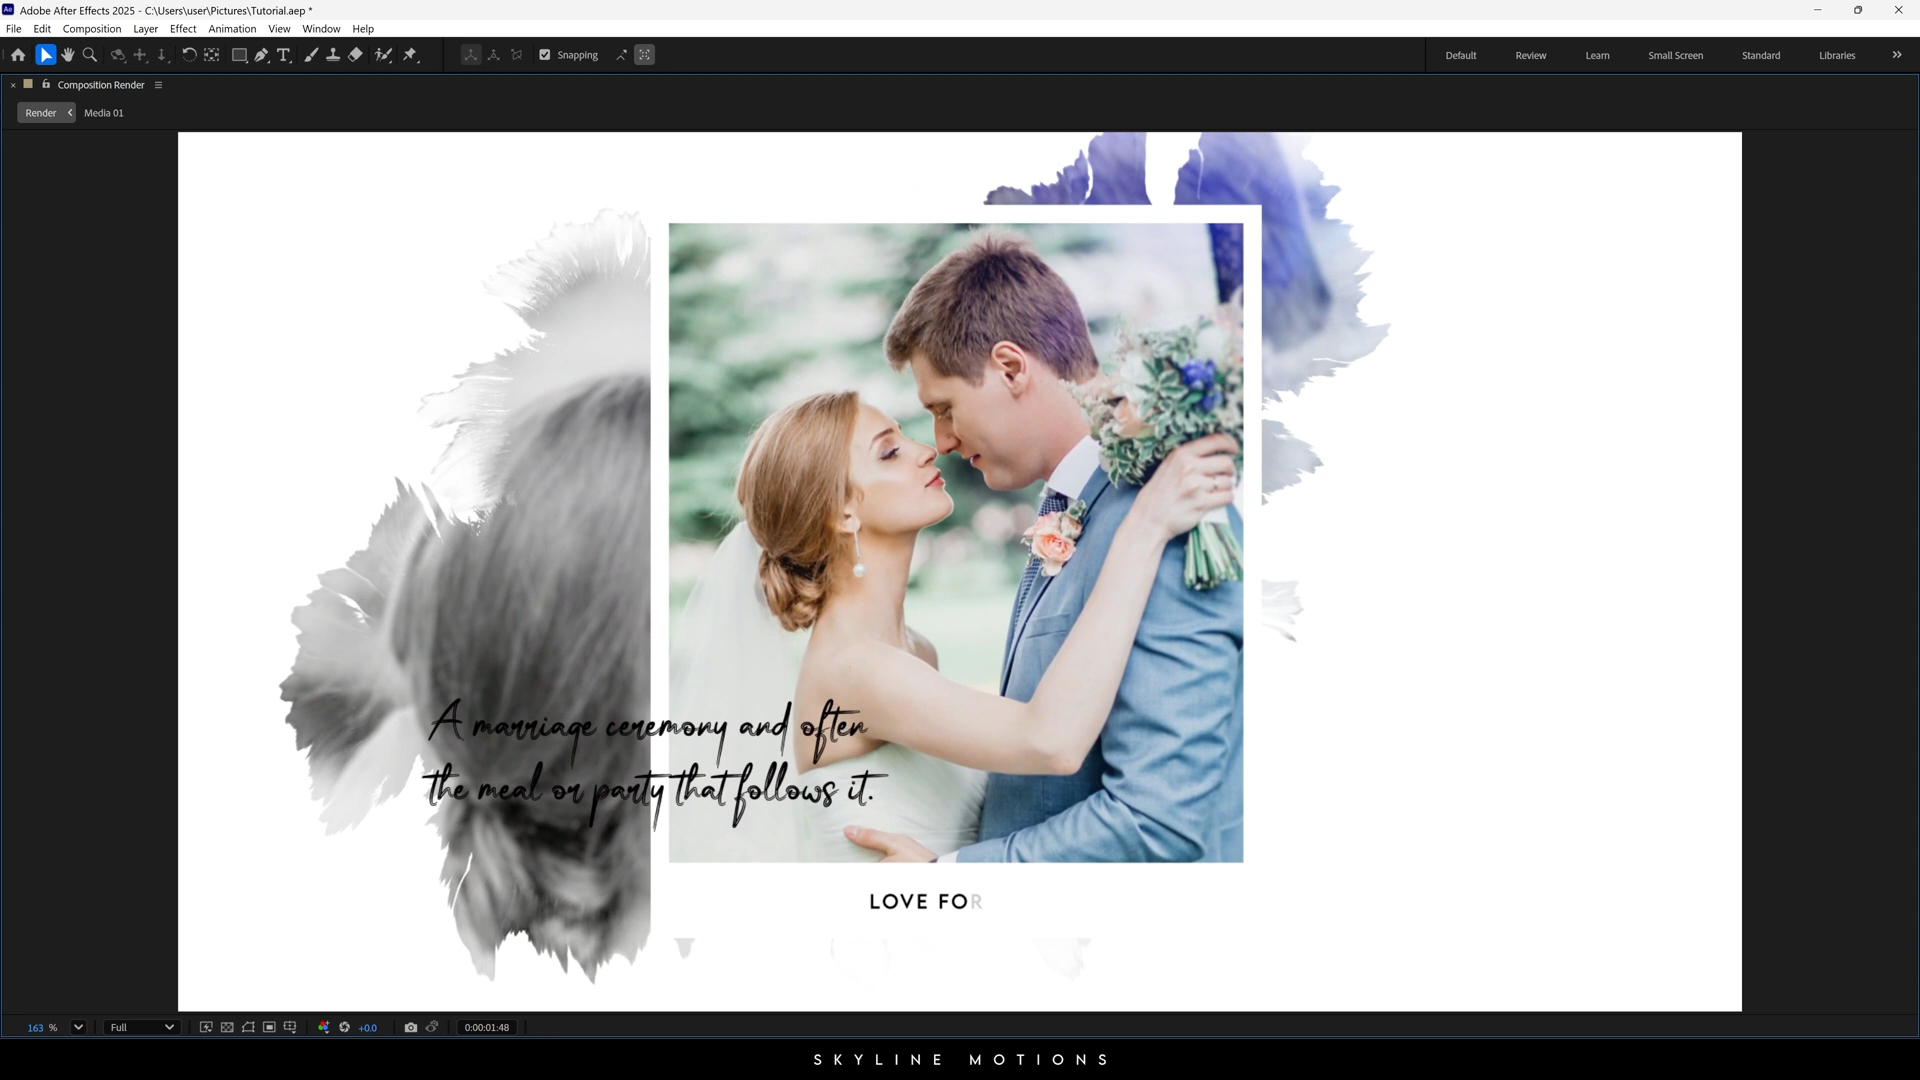 Ae Adobe After Effects 2025 - C:\Users\user\Pictures\Tutorial.aep *
File Edit Composition Layer Effect Animation View Window Help
Snapping
Default Review Learn Small Screen Standard Libraries
Composition Render
Render Media 01
A marriage ceremony and often
the meal or party that follows it.
LOVE FOR
163 % Full +0.0 0:00:01:48
SKYLINE MOTIONS